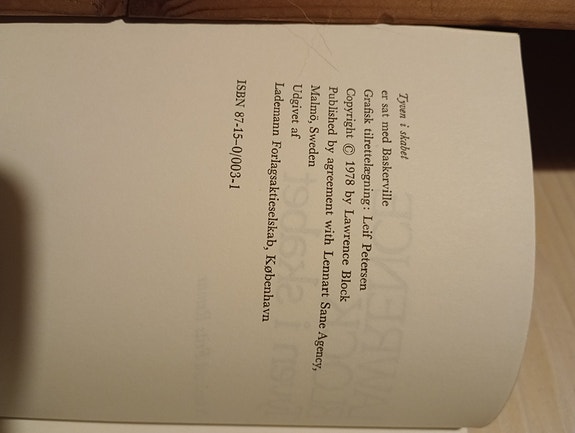 Tyven i skabet
er sat med Baskerville
Grafisk tilrettelægning: Leif Petersen
Copyright © 1978 by Lawrence Block
Published by agreement with Lennart Sane Agency,
Malmö, Sweden
Udgivet af
Lademann Forlagsaktieselskab, København
ISBN 87-15-0/003-1